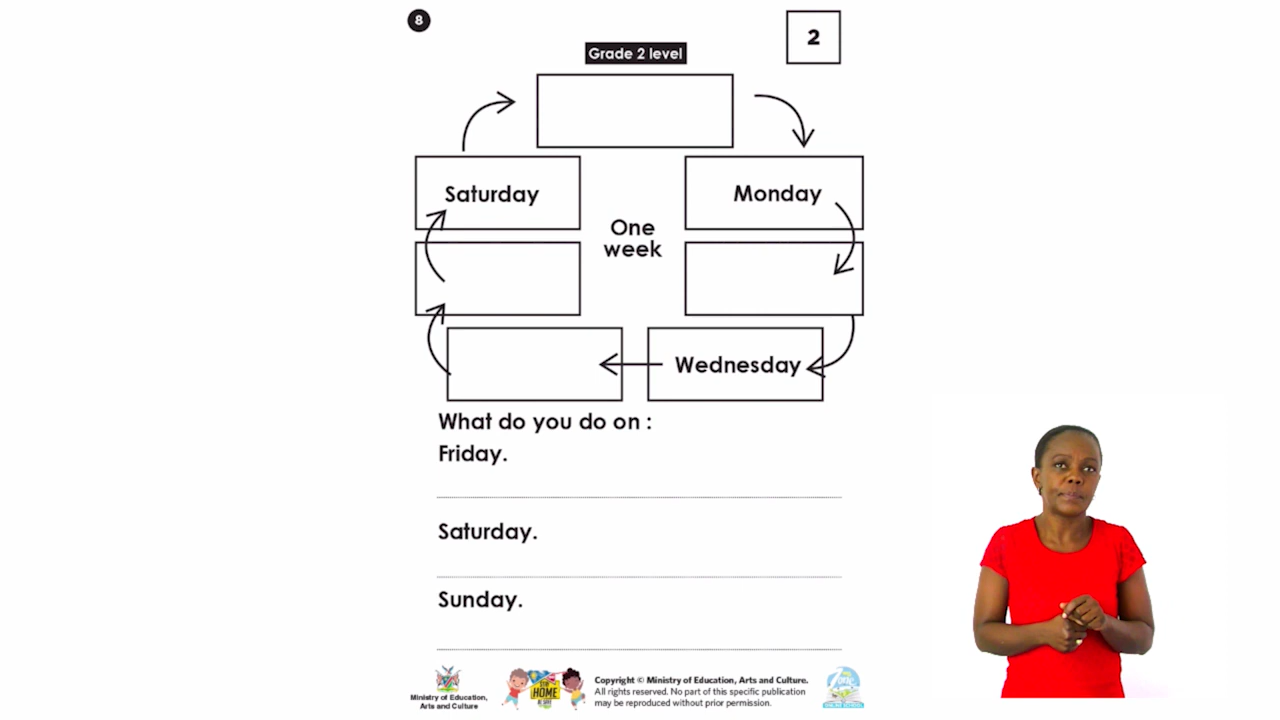 8
2
Grade 2 level
Saturday
Monday
One
week
Wednesday
What do you do on :
Friday.
Saturday.
Sunday.
Ministry of Education,
Arts and Culture
HOME
Copyright © Ministry of Education, Arts and Culture.
All rights reserved. No part of this specific publication
may be reproduced without prior permission.